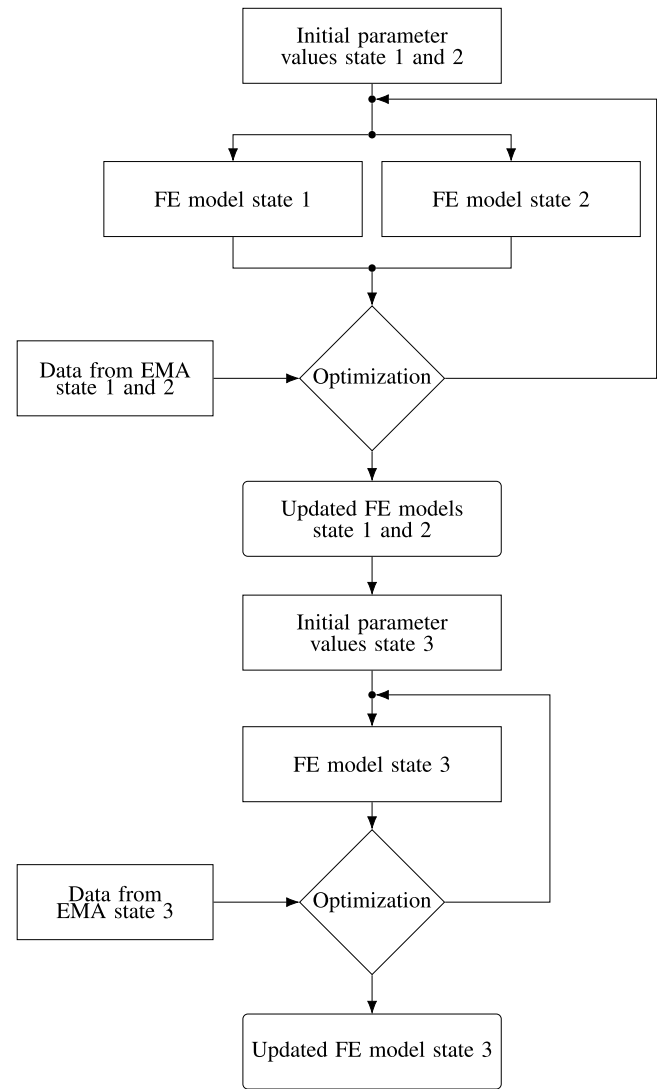 Initial parameter
values state 1 and 2
FE model state 1
FE model state 2
Data from EMA
state 1 and 2
Optimization
Updated FE models
state 1 and 2
Initial parameter
values state 3
FE model state 3
Data from
EMA state 3
Optimization
Updated FE model state 3